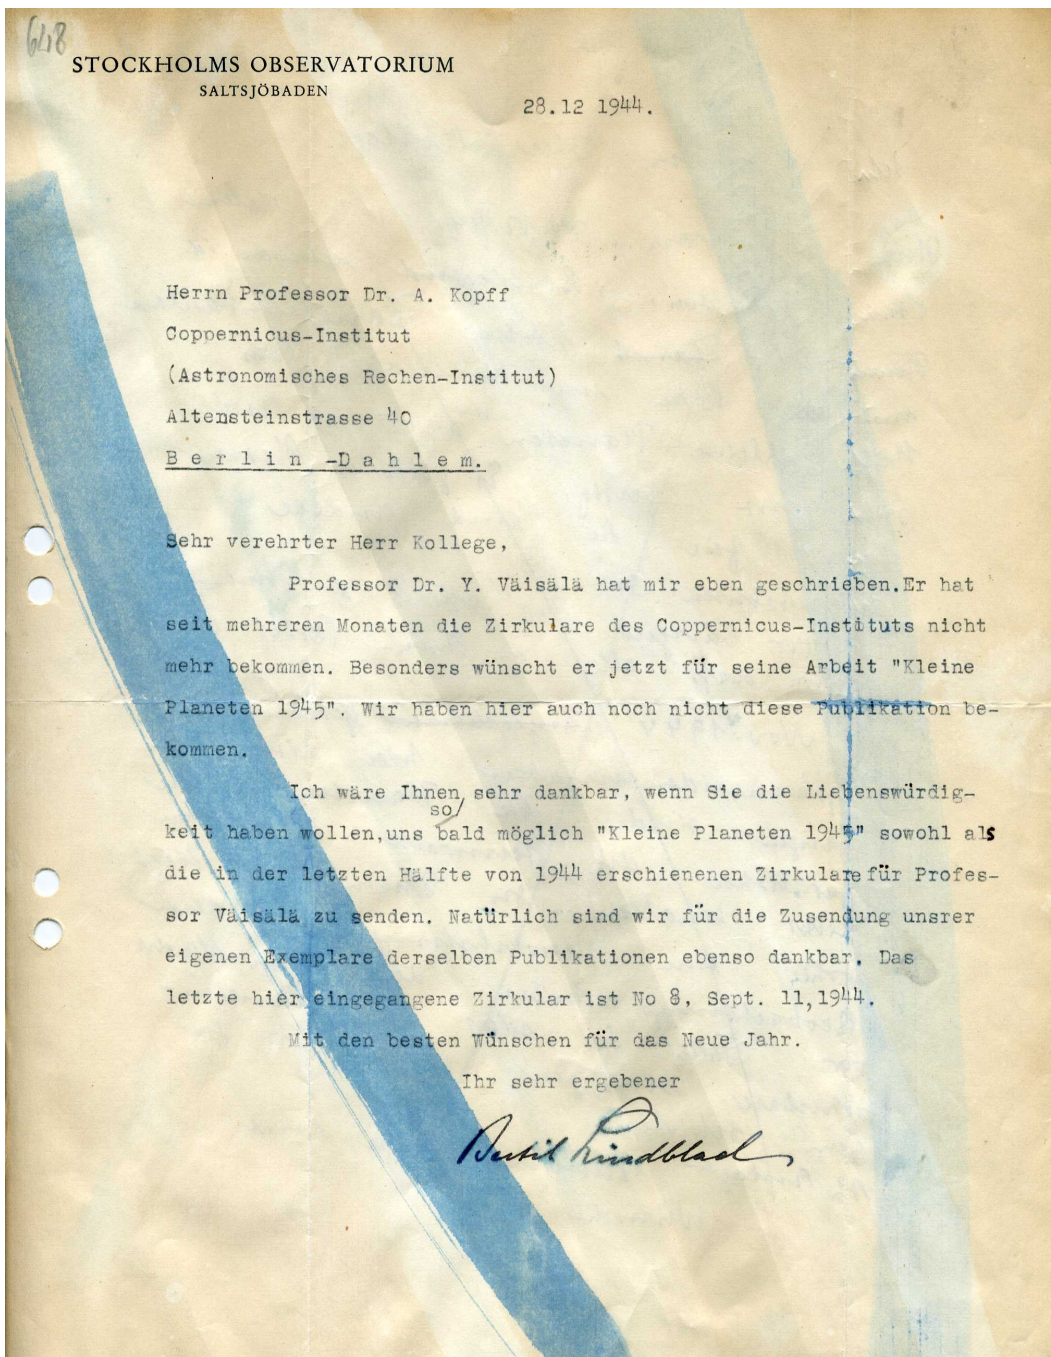 648
STOCKHOLMS OBSERVATORIUM
SALTSJÖBADEN
28.12 1944.
Herrn Professor Dr. A. Kopff
Coppernicus-Institut
(Astronomisches Rechen-Institut)
Altensteinstrasse 40
Berlin -Dahlem.
Sehr verehrter Herr Kollege,
Professor Dr. Y. Väisälä hat mir eben geschrieben.Er hat
seit mehreren Monaten die Zirkulare des Coppernicus-Instituts nicht
mehr bekommen. Besonders wünscht er jetzt für seine Arbeit "Kleine
Planeten 1945". Wir haben hier auch noch nicht diese Publikation be-
kommen.
Ich wäre Ihnen sehr dankbar, wenn Sie die Liebenswürdig-
so/
keit haben wollen,uns bald möglich "Kleine Planeten 1945" sowohl als
die in der letzten Hälfte von 1944 erschienenen Zirkulare für Profes-
sor Väisälä zu senden. Natürlich sind wir für die Zusendung unsrer
eigenen Exemplare derselben Publikationen ebenso dankbar. Das
letzte hier eingegangene Zirkular ist No 8, Sept. 11,1944.
Mit den besten Wünschen für das Neue Jahr.
Ihr sehr ergebener
Bertil Lindblad